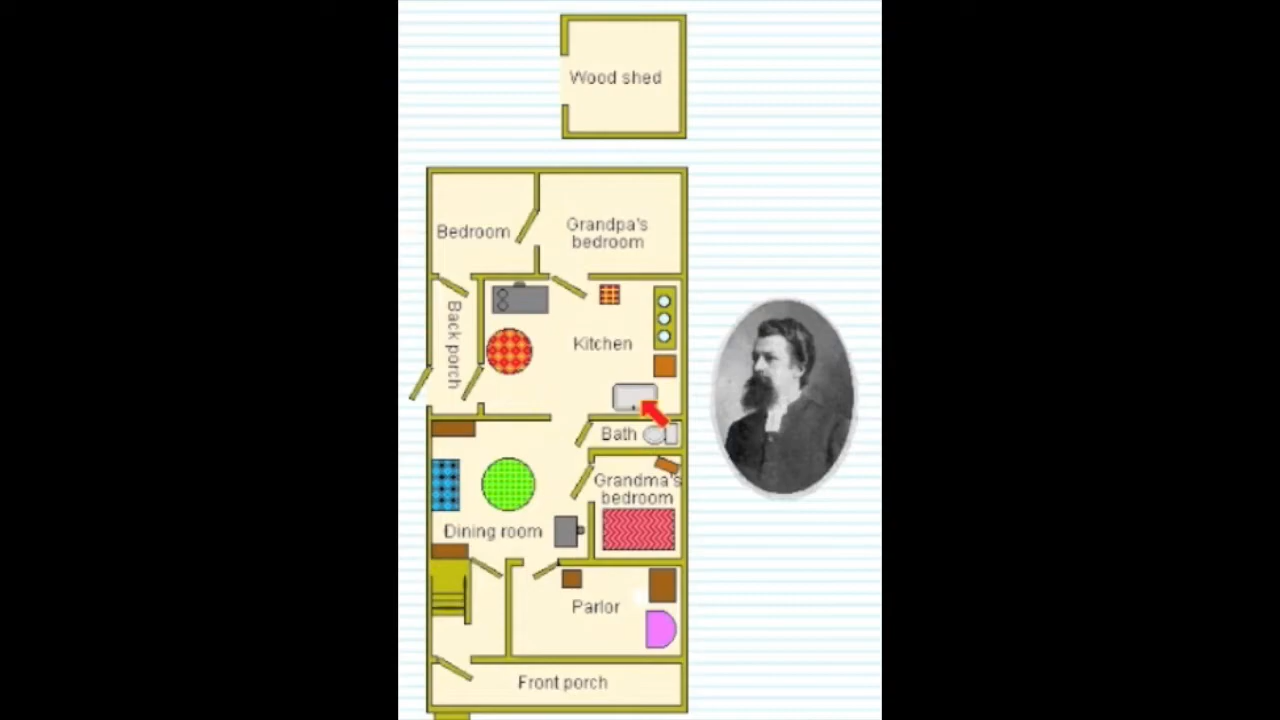 Wood shed
Bedroom
Grandpa's
bedroom
Back porch
Kitchen
Bath
Grandma's
bedroom
Dining room
Parlor
Front porch